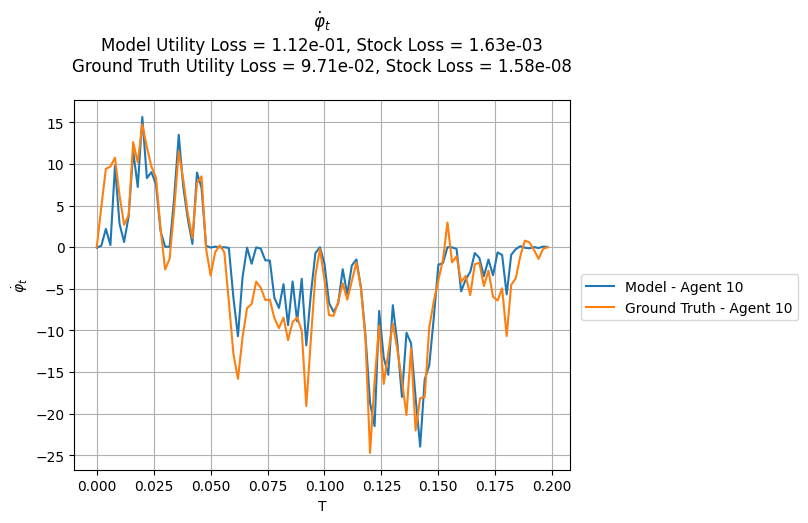 φ̇ₜ
Model Utility Loss = 1.12e-01, Stock Loss = 1.63e-03
Ground Truth Utility Loss = 9.71e-02, Stock Loss = 1.58e-08
φ̇ₜ
15
10
5
0
−5
−10
−15
−20
−25
0.000
0.025
0.050
0.075
0.100
0.125
0.150
0.175
0.200
T
Model - Agent 10
Ground Truth - Agent 10